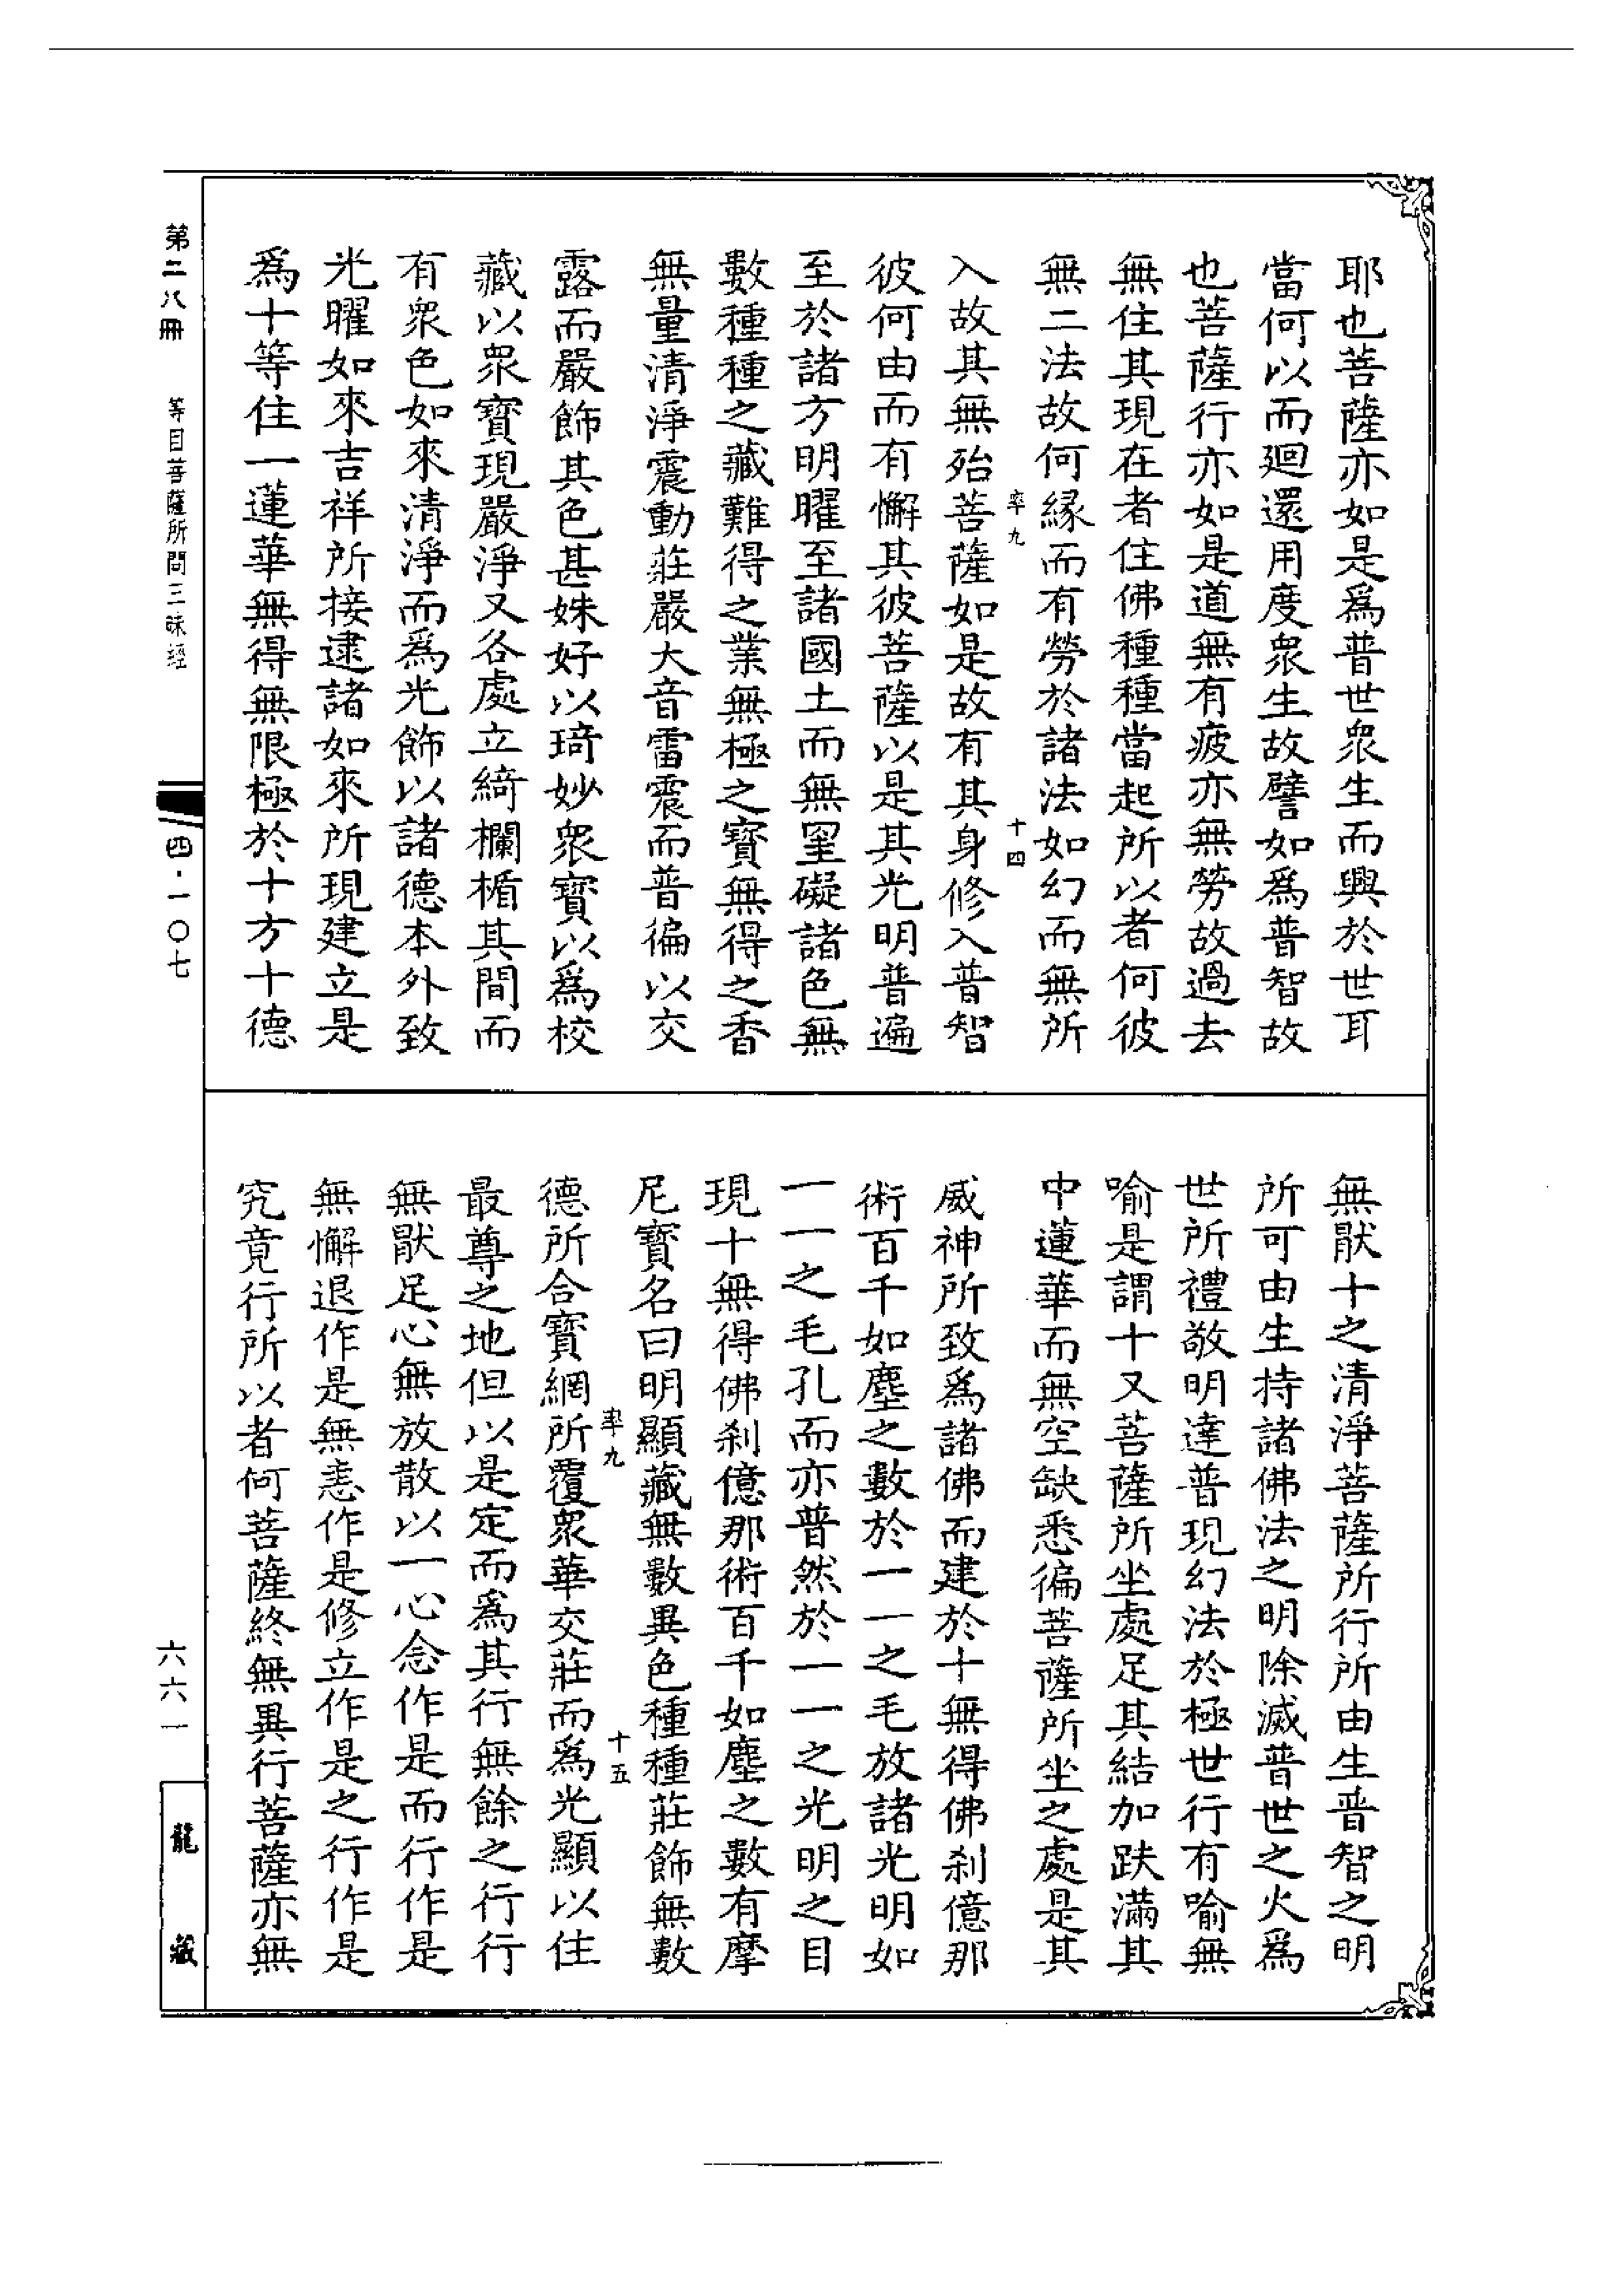 耶也菩薩亦如是爲普世衆生而興於世耳
當何以而廻還用度衆生故譬如爲普智故
也菩薩行亦如是道無有疲亦無勞故過去
無住其現在者住佛種種當起所以者何彼
無二法故何緣而有勞於諸法如幻而無所
率九
十四
入故其無殆菩薩如是故有其身修入普智
彼何由而有懈其彼菩薩以是其光明普遍
至於諸方明曜至諸國土而無罣礙諸色無
數種種之藏難得之業無極之寶無得之香
無量清淨震動莊嚴大音雷震而普徧以交
露而嚴飾其色甚姝好以琦妙衆寶以爲校
藏以衆寶現嚴淨又各處立綺欄楯其間而
有衆色如來清淨而爲光飾以諸德本外致
光曜如來吉祥所接逮諸如來所現建立是
爲十等住一蓮華無得無限極於十方十德
無猒十之清淨菩薩所行所由生普智之明
所可由生持諸佛法之明除滅普世之火爲
世所禮敬明達普現幻法於極世行有喻無
喻是謂十又菩薩所坐處足其結加趺滿其
中蓮華而無空缺悉徧菩薩所坐之處是其
威神所致爲諸佛而建於十無得佛刹億那
術百千如塵之數於一一之毛放諸光明如
一一之毛孔而亦普然於一一之光明之目
現十無得佛刹億那術百千如塵之數有摩
尼寶名曰明顯藏無數異色種種莊飾無數
率九
十五
德所合寶網所覆衆華交莊而爲光顯以住
最尊之地但以是定而爲其行無餘之行行
無猒足心無放散以一心念作是而行作是
無懈退作是無恚作是修立作是之行作是
究竟行所以者何菩薩終無異行菩薩亦無
第二八冊
等目菩薩所問三昧經
四·一〇七
六六一
龍藏